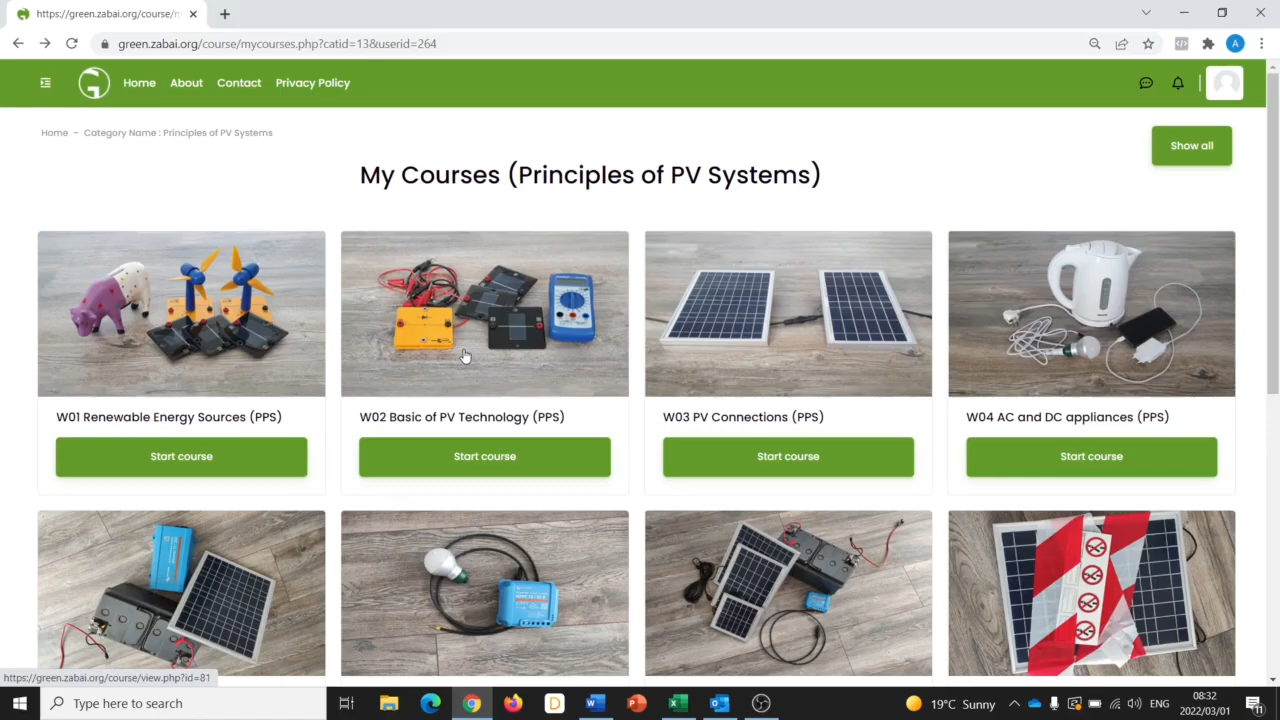 https://green.zabai.org/course/m
green.zabai.org/course/mycourses.php?catid=13&userid=264
A
Home About Contact Privacy Policy
Home - Category Name : Principles of PV Systems
Show all
My Courses (Principles of PV Systems)
W01 Renewable Energy Sources (PPS)
W02 Basic of PV Technology (PPS)
W03 PV Connections (PPS)
W04 AC and DC appliances (PPS)
Start course
Start course
Start course
Start course
https://green.zabai.org/course/view.php?id=81
Type here to search
19°C Sunny
ENG
08:32
2022/03/01
11